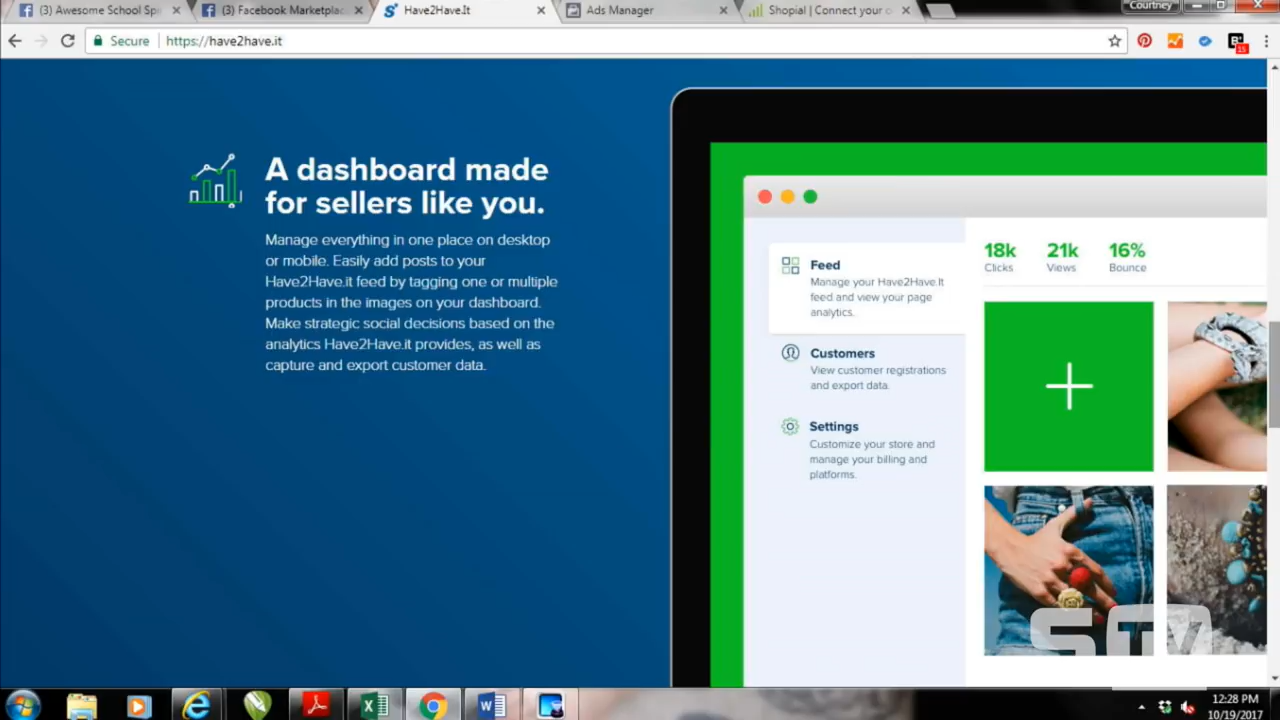 Courtney
(3) Awesome School Spi
(3) Facebook Marketplac
Have2Have.It
Ads Manager
Shopial | Connect your o
Secure
https://have2have.it
15
A dashboard made
for sellers like you.
Manage everything in one place on desktop
or mobile. Easily add posts to your
Have2Have.it feed by tagging one or multiple
products in the images on your dashboard.
Make strategic social decisions based on the
analytics Have2Have.it provides, as well as
capture and export customer data.
18k
21k
16%
Clicks
Views
Bounce
Feed
Manage your Have2Have.It
feed and view your page
analytics.
Customers
View customer registrations
and export data.
Settings
Customize your store and
manage your billing and
platforms.
STV
12:28 PM
10/19/2017